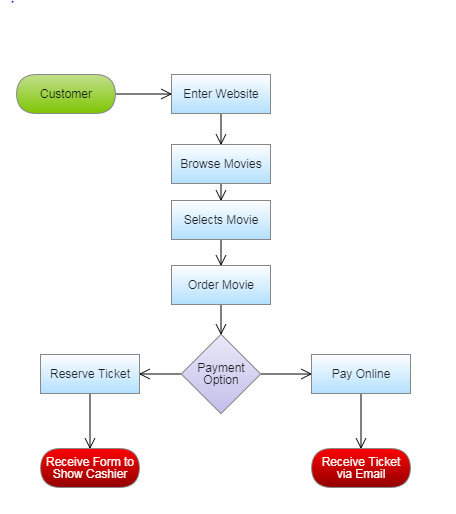 Customer
Enter Website
Browse Movies
Selects Movie
Order Movie
Payment
Option
Reserve Ticket
Pay Online
Receive Form to
Show Cashier
Receive Ticket
via Email